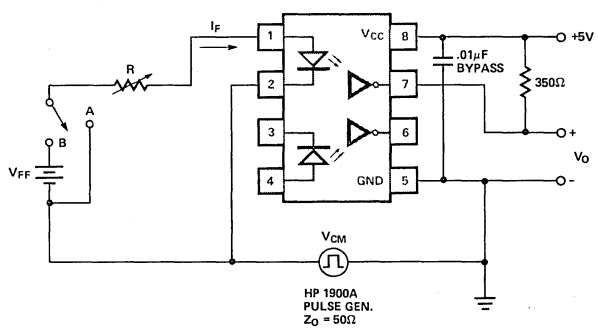 I_F
1
V_CC
8
+5V
.01μF
BYPASS
R
2
7
350Ω
A
3
6
+
B
V_O
V_FF
4
GND
5
-
V_CM
HP 1900A
PULSE GEN.
Z_O = 50Ω